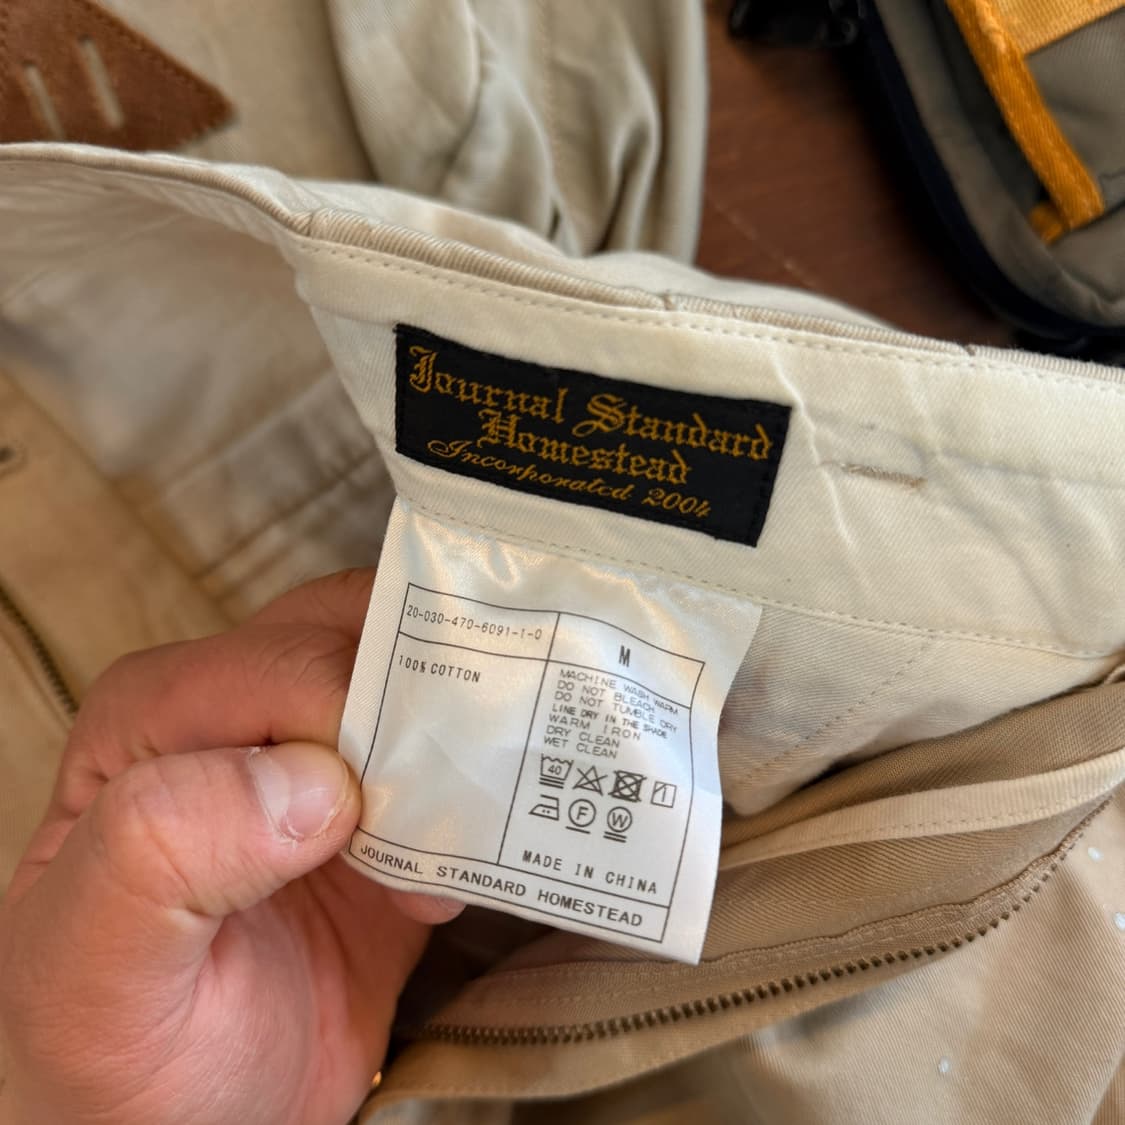 Journal Standard
Homestead
Incorporated 2004
20-030-470-6091-1-0
M
100% COTTON
MACHINE WASH WARM
DO NOT BLEACH
DO NOT TUMBLE DRY
LINE DRY IN THE SHADE
WARM IRON
DRY CLEAN
WET CLEAN
40
F
W
MADE IN CHINA
JOURNAL STANDARD HOMESTEAD